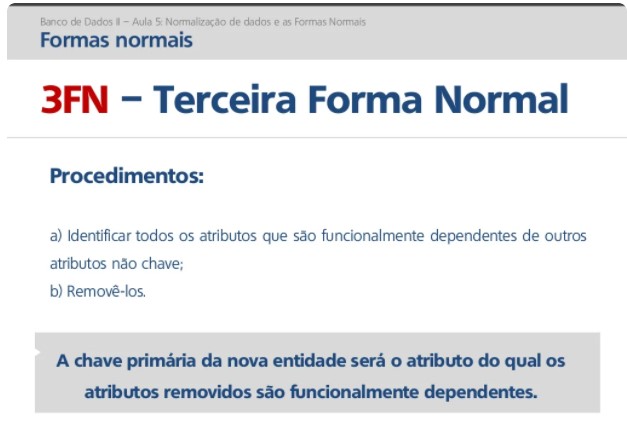 Banco de Dados II – Aula 5: Normalização de dados e as Formas Normais
Formas normais
3FN – Terceira Forma Normal
Procedimentos:
a) Identificar todos os atributos que são funcionalmente dependentes de outros
atributos não chave;
b) Removê-los.
A chave primária da nova entidade será o atributo do qual os
atributos removidos são funcionalmente dependentes.